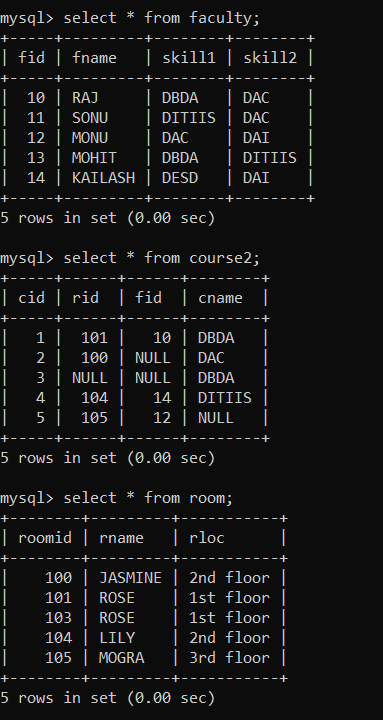 mysql> select * from faculty;
+-----+---------+--------+--------+
| fid | fname   | skill1 | skill2 |
+-----+---------+--------+--------+
|  10 | RAJ     | DBDA   | DAC    |
|  11 | SONU    | DITIIS | DAC    |
|  12 | MONU    | DAC    | DAI    |
|  13 | MOHIT   | DBDA   | DITIIS |
|  14 | KAILASH | DESD   | DAI    |
+-----+---------+--------+--------+
5 rows in set (0.00 sec)

mysql> select * from course2;
+-----+------+------+--------+
| cid | rid  | fid  | cname  |
+-----+------+------+--------+
|   1 |  101 |   10 | DBDA   |
|   2 |  100 | NULL | DAC    |
|   3 | NULL | NULL | DBDA   |
|   4 |  104 |   14 | DITIIS |
|   5 |  105 |   12 | NULL   |
+-----+------+------+--------+
5 rows in set (0.00 sec)

mysql> select * from room;
+--------+---------+-----------+
| roomid | rname   | rloc      |
+--------+---------+-----------+
|    100 | JASMINE | 2nd floor |
|    101 | ROSE    | 1st floor |
|    103 | ROSE    | 1st floor |
|    104 | LILY    | 2nd floor |
|    105 | MOGRA   | 3rd floor |
+--------+---------+-----------+
5 rows in set (0.00 sec)